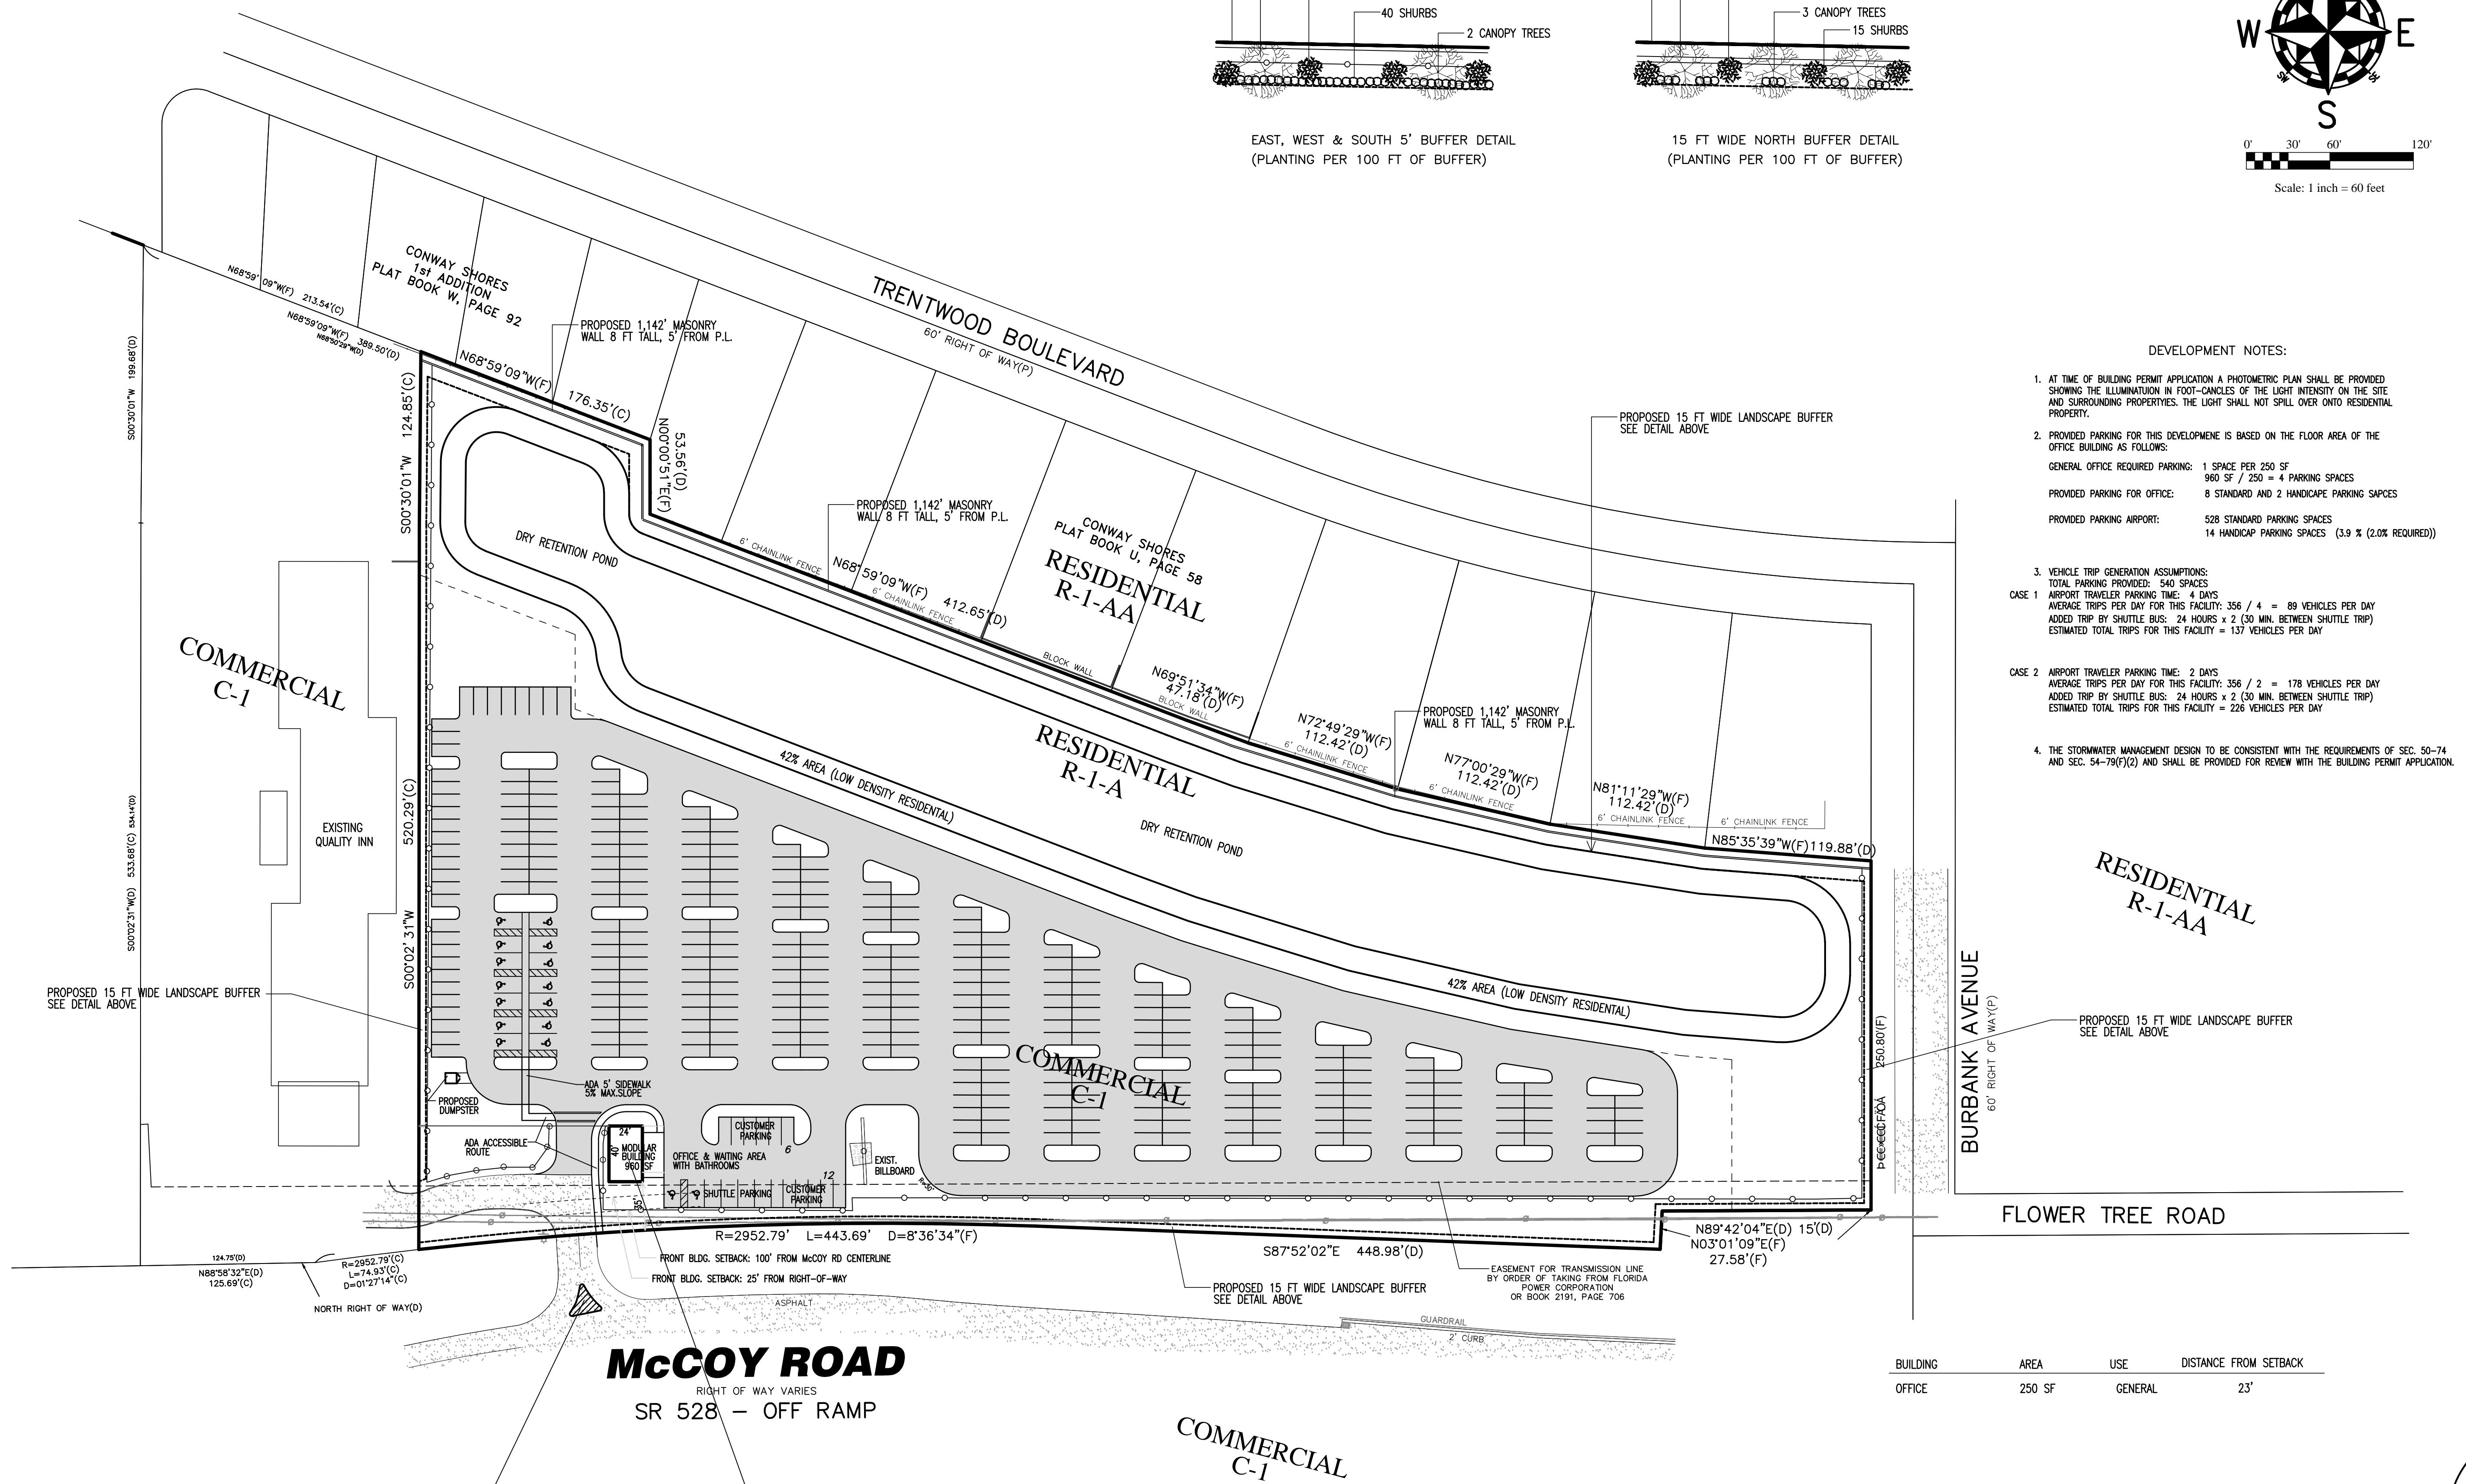 40 SHURBS
2 CANOPY TREES
EAST, WEST & SOUTH 5' BUFFER DETAIL
(PLANTING PER 100 FT OF BUFFER)
3 CANOPY TREES
15 SHURBS
15 FT WIDE NORTH BUFFER DETAIL
(PLANTING PER 100 FT OF BUFFER)
W
E
SW
S
0' 30' 60' 120'
Scale: 1 inch = 60 feet
CONWAY SHORES
1st ADDITION
PLAT BOOK W, PAGE 92
N68°59' 09"W(F) 213.54'(C)
N68°59'09"W(F) 389.50'(D)
N68°50'29"W(D)
PROPOSED 1,142' MASONRY
WALL 8 FT TALL, 5' FROM P.L.
N68°59'09"W(F) 176.35'(C)
TRENTWOOD BOULEVARD
60' RIGHT OF WAY(P)
S00°30'01"W 199.68'(D)
S00°30'01"W 124.85'(C)
53.56'(D)
N00°00'51"E(F)
PROPOSED 15 FT WIDE LANDSCAPE BUFFER
SEE DETAIL ABOVE
PROPOSED 1,142' MASONRY
WALL 8 FT TALL, 5' FROM P.L.
CONWAY SHORES
PLAT BOOK U, PAGE 58
RESIDENTIAL
R-1-AA
DRY RETENTION POND
6' CHAINLINK FENCE
N68°59'09"W(F) 412.65'(D)
6' CHAINLINK FENCE
BLOCK WALL
N69°51'34"W(F)
47.18'(D)
BLOCK WALL
N72°49'29"W(F)
112.42'(D)
6' CHAINLINK FENCE
PROPOSED 1,142' MASONRY
WALL 8 FT TALL, 5' FROM P.L.
N77°00'29"W(F)
112.42'(D)
6' CHAINLINK FENCE
N81°11'29"W(F)
112.42'(D)
6' CHAINLINK FENCE
6' CHAINLINK FENCE
N85°35'39"W(F)119.88'(D)
DEVELOPMENT NOTES:
1. AT TIME OF BUILDING PERMIT APPLICATION A PHOTOMETRIC PLAN SHALL BE PROVIDED
SHOWING THE ILLUMINATUION IN FOOT-CANCLES OF THE LIGHT INTENSITY ON THE SITE
AND SURROUNDING PROPERTYIES. THE LIGHT SHALL NOT SPILL OVER ONTO RESIDENTIAL
PROPERTY.
2. PROVIDED PARKING FOR THIS DEVELOPMENE IS BASED ON THE FLOOR AREA OF THE
OFFICE BUILDING AS FOLLOWS:
GENERAL OFFICE REQUIRED PARKING: 1 SPACE PER 250 SF
960 SF / 250 = 4 PARKING SPACES
PROVIDED PARKING FOR OFFICE: 8 STANDARD AND 2 HANDICAPE PARKING SAPCES
PROVIDED PARKING AIRPORT: 528 STANDARD PARKING SPACES
14 HANDICAP PARKING SPACES (3.9 % (2.0% REQUIRED))
3. VEHICLE TRIP GENERATION ASSUMPTIONS:
TOTAL PARKING PROVIDED: 540 SPACES
CASE 1 AIRPORT TRAVELER PARKING TIME: 4 DAYS
AVERAGE TRIPS PER DAY FOR THIS FACILITY: 356 / 4 = 89 VEHICLES PER DAY
ADDED TRIP BY SHUTTLE BUS: 24 HOURS x 2 (30 MIN. BETWEEN SHUTTLE TRIP)
ESTIMATED TOTAL TRIPS FOR THIS FACILITY = 137 VEHICLES PER DAY
CASE 2 AIRPORT TRAVELER PARKING TIME: 2 DAYS
AVERAGE TRIPS PER DAY FOR THIS FACILITY: 356 / 2 = 178 VEHICLES PER DAY
ADDED TRIP BY SHUTTLE BUS: 24 HOURS x 2 (30 MIN. BETWEEN SHUTTLE TRIP)
ESTIMATED TOTAL TRIPS FOR THIS FACILITY = 226 VEHICLES PER DAY
4. THE STORMWATER MANAGEMENT DESIGN TO BE CONSISTENT WITH THE REQUIREMENTS OF SEC. 50-74
AND SEC. 54-79(F)(2) AND SHALL BE PROVIDED FOR REVIEW WITH THE BUILDING PERMIT APPLICATION.
COMMERCIAL
C-1
RESIDENTIAL
R-1-A
42% AREA (LOW DENSITY RESIDENTAL)
DRY RETENTION POND
EXISTING
QUALITY INN
S00°02'31"W(D) 533.68'(C) 534.14'(D)
S00°02' 31"W 520.29'(C)
RESIDENTIAL
R-1-AA
PROPOSED 15 FT WIDE LANDSCAPE BUFFER
SEE DETAIL ABOVE
42% AREA (LOW DENSITY RESIDENTAL)
250.80'(F)
BURBANK AVENUE
60' RIGHT OF WAY(P)
PROPOSED 15 FT WIDE LANDSCAPE BUFFER
SEE DETAIL ABOVE
COMMERCIAL
C-1
PROPOSED
DUMPSTER
ADA 5' SIDEWALK
5% MAX.SLOPE
ADA ACCESSIBLE
ROUTE
24'
40'
MODULAR
BUILDING
960 SF
CUSTOMER
PARKING
6
OFFICE & WAITING AREA
WITH BATHROOMS
12
EXIST.
BILLBOARD
SHUTTLE PARKING
CUSTOMER
PARKING
R=30'
R=2952.79' L=443.69' D=8°36'34"(F)
S87°52'02"E 448.98'(D)
N89°42'04"E(D) 15'(D)
N03°01'09"E(F)
27.58'(F)
FLOWER TREE ROAD
FRONT BLDG. SETBACK: 100' FROM McCOY RD CENTERLINE
FRONT BLDG. SETBACK: 25' FROM RIGHT-OF-WAY
124.75'(D)
N88°58'32"E(D)
125.69'(C)
R=2952.79'(C)
L=74.93'(C)
D=01°27'14"(C)
NORTH RIGHT OF WAY(D)
PROPOSED 15 FT WIDE LANDSCAPE BUFFER
SEE DETAIL ABOVE
EASEMENT FOR TRANSMISSION LINE
BY ORDER OF TAKING FROM FLORIDA
POWER CORPORATION
OR BOOK 2191, PAGE 706
ASPHALT
GUARDRAIL
2' CURB
McCOY ROAD
RIGHT OF WAY VARIES
SR 528 – OFF RAMP
BUILDING AREA USE DISTANCE FROM SETBACK
OFFICE 250 SF GENERAL 23'
COMMERCIAL
C-1